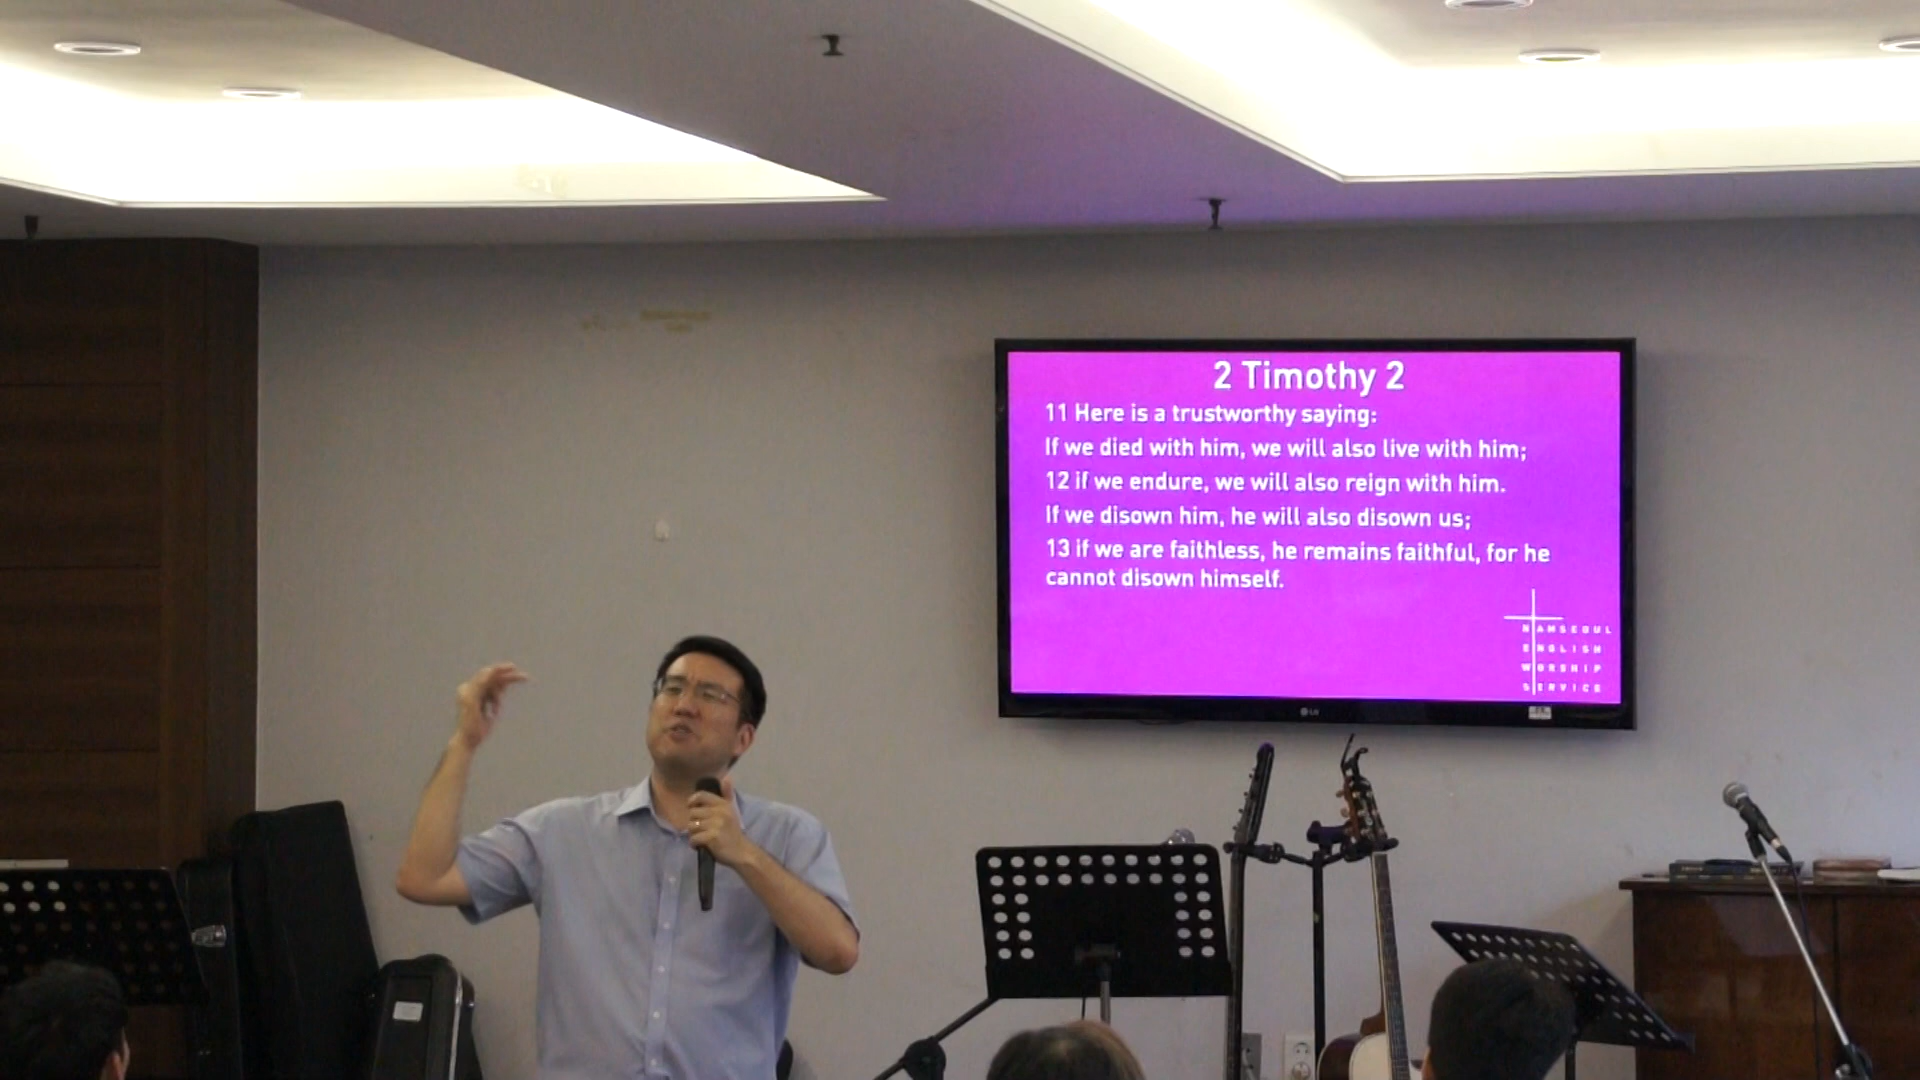 2 Timothy 2
11 Here is a trustworthy saying:
If we died with him, we will also live with him;
12 if we endure, we will also reign with him.
If we disown him, he will also disown us;
13 if we are faithless, he remains faithful, for he
cannot disown himself.
NAMSEOUL
ENGLISH
WORSHIP
SERVICE
LG